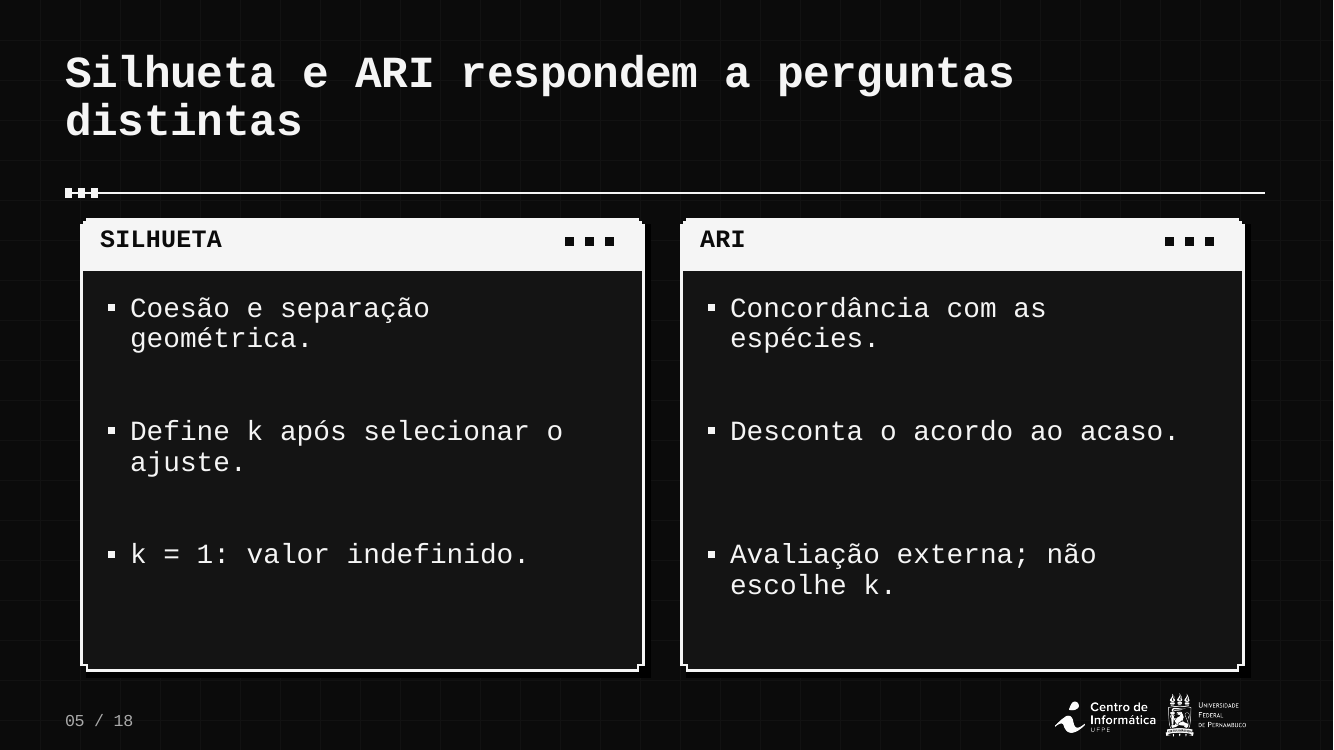 Silhueta e ARI respondem a perguntas
distintas
SILHUETA
Coesão e separação
geométrica.
Define k após selecionar o
ajuste.
k = 1: valor indefinido.
ARI
Concordância com as
espécies.
Desconta o acordo ao acaso.
Avaliação externa; não
escolhe k.
05 / 18
Centro de
Informática
UFPE
Universidade
Federal
de Pernambuco